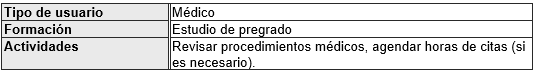 Tipo de usuario Médico
Formación Estudio de pregrado
Actividades Revisar procedimientos médicos, agendar horas de citas (si
es necesario).